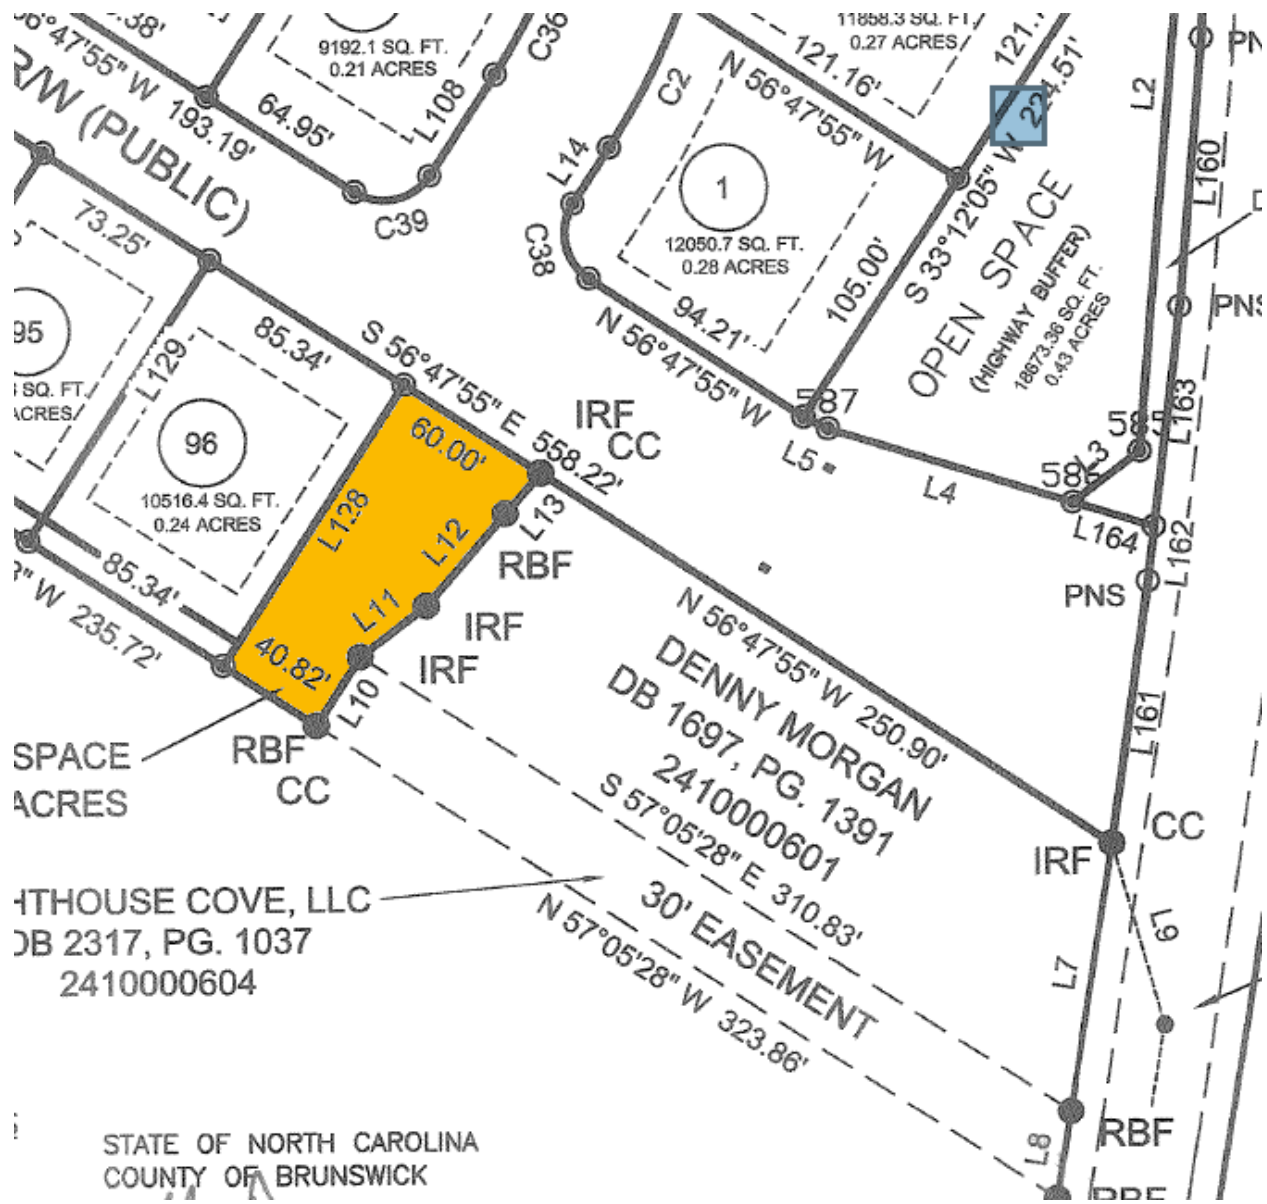 9192.1 SQ. FT.
0.21 ACRES
C36
L108
47'55" W
193.19'
R/W (PUBLIC)
64.95'
C39
C2
L14
C38
N 56°47'55" W
121.16'
11858.3 SQ. FT.
0.27 ACRES
S 33°12'05" W 224.51'
1
12050.7 SQ. FT.
0.28 ACRES
94.21'
N 56°47'55" W
105.00'
OPEN SPACE
(HIGHWAY BUFFER)
18673.36 SQ. FT.
0.43 ACRES
L2
L160
PNS
L163
587
585
586
L5
L4
L3
L164
L162
PNS
L161
73.25'
95
SQ. FT.
ACRES
L129
85.34'
96
10516.4 SQ. FT.
0.24 ACRES
S 56°47'55" E 558.22'
60.00'
IRF
CC
L128
L13
L12
RBF
L11
IRF
IRF
L10
40.82'
85.34'
W 235.72'
RBF
CC
SPACE
ACRES
N 56°47'55" W 250.90'
DENNY MORGAN
DB 1697, PG. 1391
2410000601
S 57°05'28" E 310.83'
30' EASEMENT
N 57°05'28" W 323.86'
CC
IRF
L9
L7
RBF
L8
RBF
HTHOUSE COVE, LLC
DB 2317, PG. 1037
2410000604
STATE OF NORTH CAROLINA
COUNTY OF BRUNSWICK